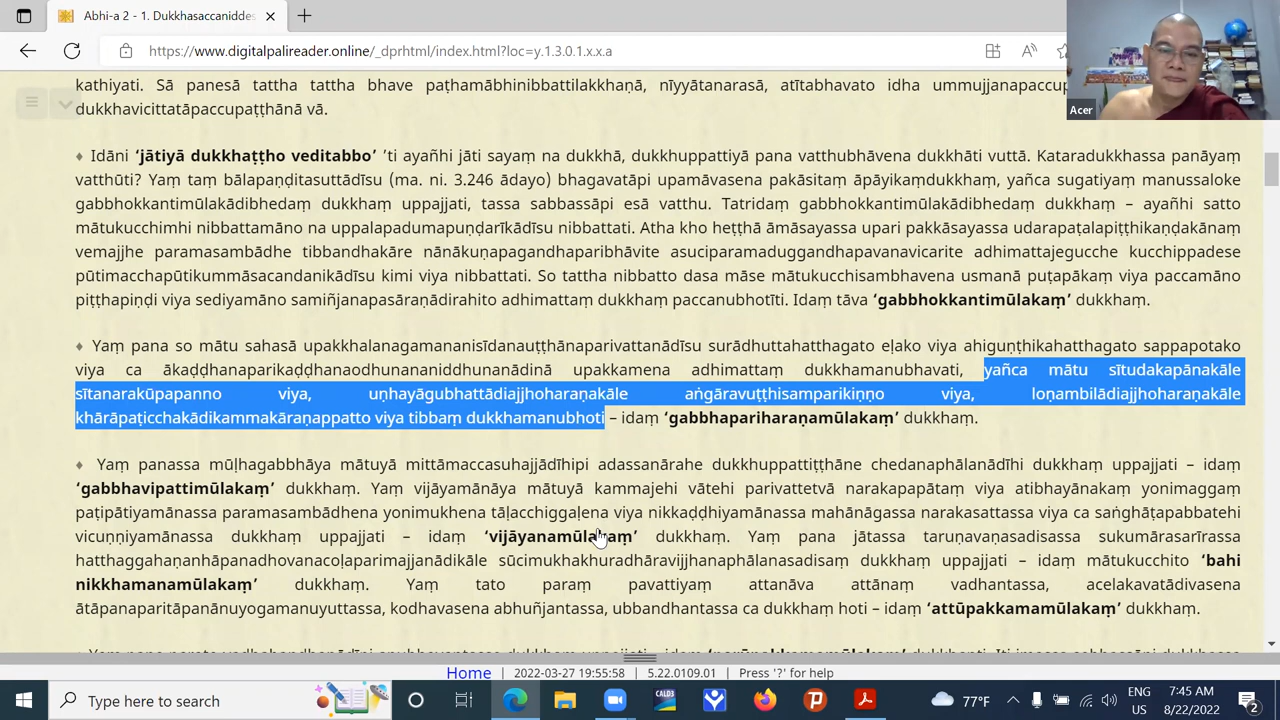 Abhi-a 2 - 1. Dukkhasaccaniddes
https://www.digitalpalireader.online/_dprhtml/index.html?loc=y.1.3.0.1.x.x.a
Acer
kathiyati. Sā panesā tattha tattha bhave paṭhamābhinibbattilakkhaṇā, nīyyātanarasā, atītabhavato idha ummujjanapaccup
dukkhavicittatāpaccupaṭṭhānā vā.
♦ Idāni ‘jātiyā dukkhaṭṭho veditabbo’ ’ti ayañhi jāti sayaṃ na dukkhā, dukkhuppattiyā pana vatthubhāvena dukkhāti vuttā. Kataradukkhassa panāyaṃ
vatthūti? Yaṃ taṃ bālapaṇḍitasuttādīsu (ma. ni. 3.246 ādayo) bhagavatāpi upamāvasena pakāsitaṃ āpāyikaṃdukkhaṃ, yañca sugatiyaṃ manussaloke
gabbhokkantimūlakādibhedaṃ dukkhaṃ uppajjati, tassa sabbassāpi esā vatthu. Tatridaṃ gabbhokkantimūlakādibhedaṃ dukkhaṃ – ayañhi satto
mātukucchimhi nibbattamāno na uppalapadumapuṇḍarīkādīsu nibbattati. Atha kho heṭṭhā āmāsayassa upari pakkāsayassa udarapaṭalapiṭṭhikaṇḍakānaṃ
vemajjhe paramasambādhe tibbandhakāre nānākuṇapagandhaparibhāvite asuciparamaduggandhapavanavicarite adhimattajegucche kucchippadese
pūtimacchapūtikummāsacandanikādīsu kimi viya nibbattati. So tattha nibbatto dasa māse mātukucchisambhavena usmanā puṭapākaṃ viya paccamāno
piṭṭhapiṇḍi viya sediyamāno samiñjanapasāraṇādirahito adhimattaṃ dukkhaṃ paccanubhotīti. Idaṃ tāva ‘gabbhokkantimūlakaṃ’ dukkhaṃ.
♦ Yaṃ pana so mātu sahasā upakkhalanagamananisīdanauṭṭhānaparivattanādīsu surādhuttahatthagato eḷako viya ahiguṇṭhikahatthagato sappapotako
viya ca ākaḍḍhanaparikaḍḍhanaodhunananiddhunanādinā upakkamena adhimattaṃ dukkhamanubhavati, yañca mātu sītudakapānakāle
sītanarakūpapanno viya, uṇhayāgubhattādiajjhoharaṇakāle aṅgāravuṭṭhisamparikiṇṇo viya, loṇambilādiajjhoharaṇakāle
khārāpaṭicchakādikammakāraṇappatto viya tibbaṃ dukkhamanubhoti – idaṃ ‘gabbhapariharaṇamūlakaṃ’ dukkhaṃ.
♦ Yaṃ panassa mūḷhagabbhāya mātuyā mittāmaccasuhajjādīhipi adassanārahe dukkhuppattiṭṭhāne chedanaphālanādīhi dukkhaṃ uppajjati – idaṃ
‘gabbhavipattimūlakaṃ’ dukkhaṃ. Yaṃ vijāyamānāya mātuyā kammajehi vātehi parivattetvā narakapapātaṃ viya atibhayānakaṃ yonimaggaṃ
paṭipātiyamānassa paramasambādhena yonimukhena tāḷacchiggaḷena viya nikkaḍḍhiyamānassa mahānāgassa narakasattassa viya ca saṅghāṭapabbatehi
vicuṇṇiyamānassa dukkhaṃ uppajjati – idaṃ ‘vijāyanamūlakaṃ’ dukkhaṃ. Yaṃ pana jātassa taruṇavaṇasadisassa sukumārasarīrassa
hatthaggahaṇanhāpanadhovanacoḷaparimajjanādikāle sūcimukhakhuradhāravijjhanaphālanasadisaṃ dukkhaṃ uppajjati – idaṃ mātukucchito ‘bahi
nikkhamanamūlakaṃ’ dukkhaṃ. Yaṃ tato paraṃ pavattiyaṃ attanāva attānaṃ vadhantassa, acelakavatādivasena
ātāpanaparitāpanānuyogamanuyuttassa, kodhavasena abhuñjantassa, ubbandhantassa ca dukkhaṃ hoti – idaṃ ‘attūpakkamamūlakaṃ’ dukkhaṃ.
Home | 2022-03-27 19:55:58 | 5.22.0109.01 | Press '?' for help
Type here to search
CALD3
77°F
ENG
US
7:45 AM
8/22/2022
2